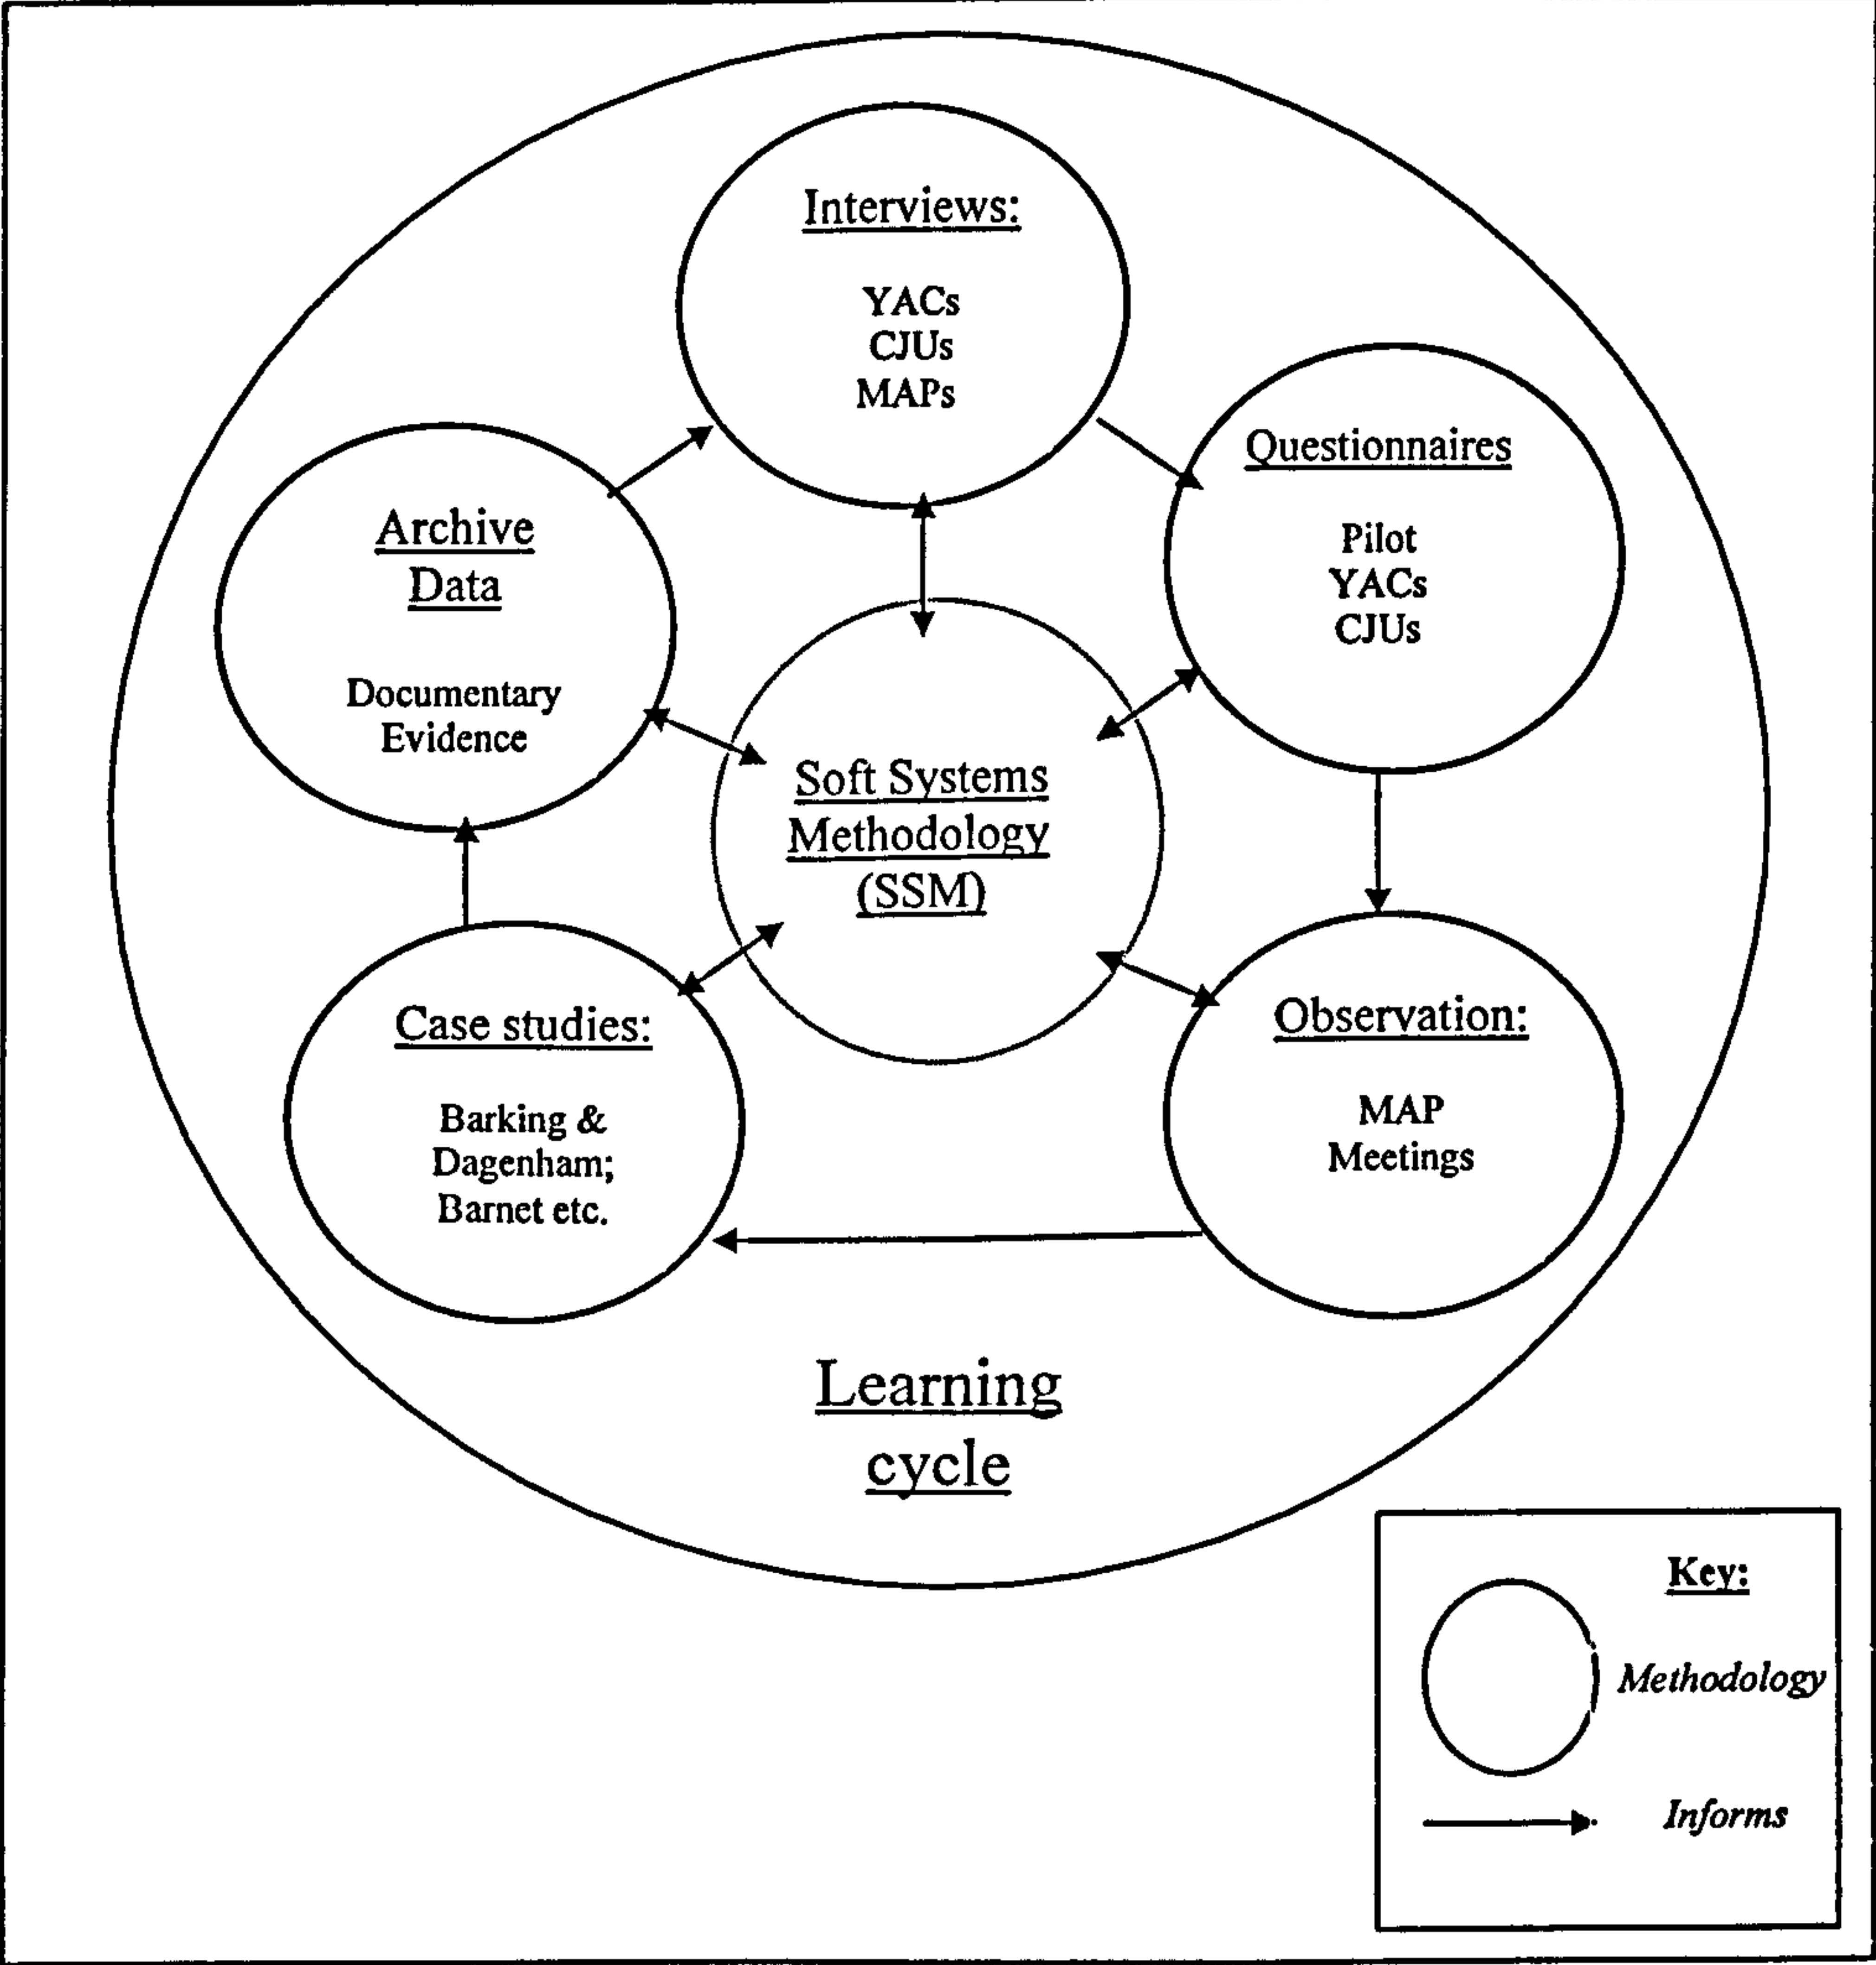 Interviews:
YACs
CJUs
MAPs
Questionnaires
Pilot
YACs
CJUs
Archive
Data
Documentary
Evidence
Soft Systems
Methodology
(SSM)
Case studies:
Barking &
Dagenham;
Barnet etc.
Observation:
MAP
Meetings
Learning
cycle
Key:
Methodology
Informs